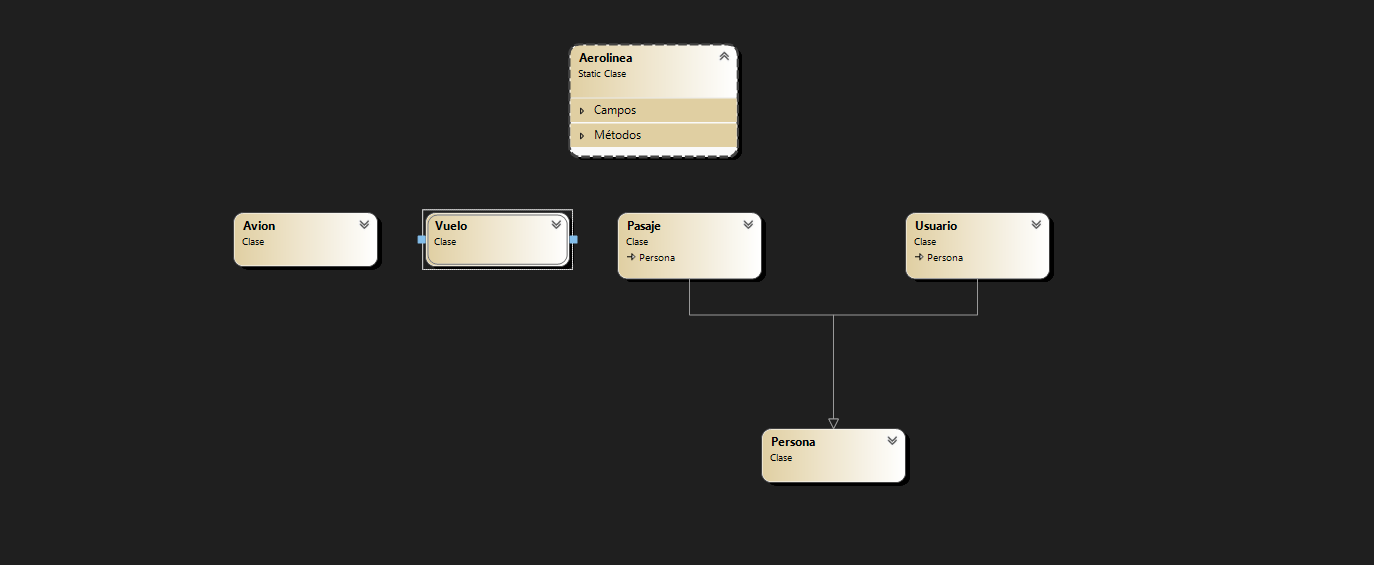 Aerolinea
Static Clase
Campos
Métodos
Avion
Clase
Vuelo
Clase
Pasaje
Clase
Persona
Usuario
Clase
Persona
Persona
Clase